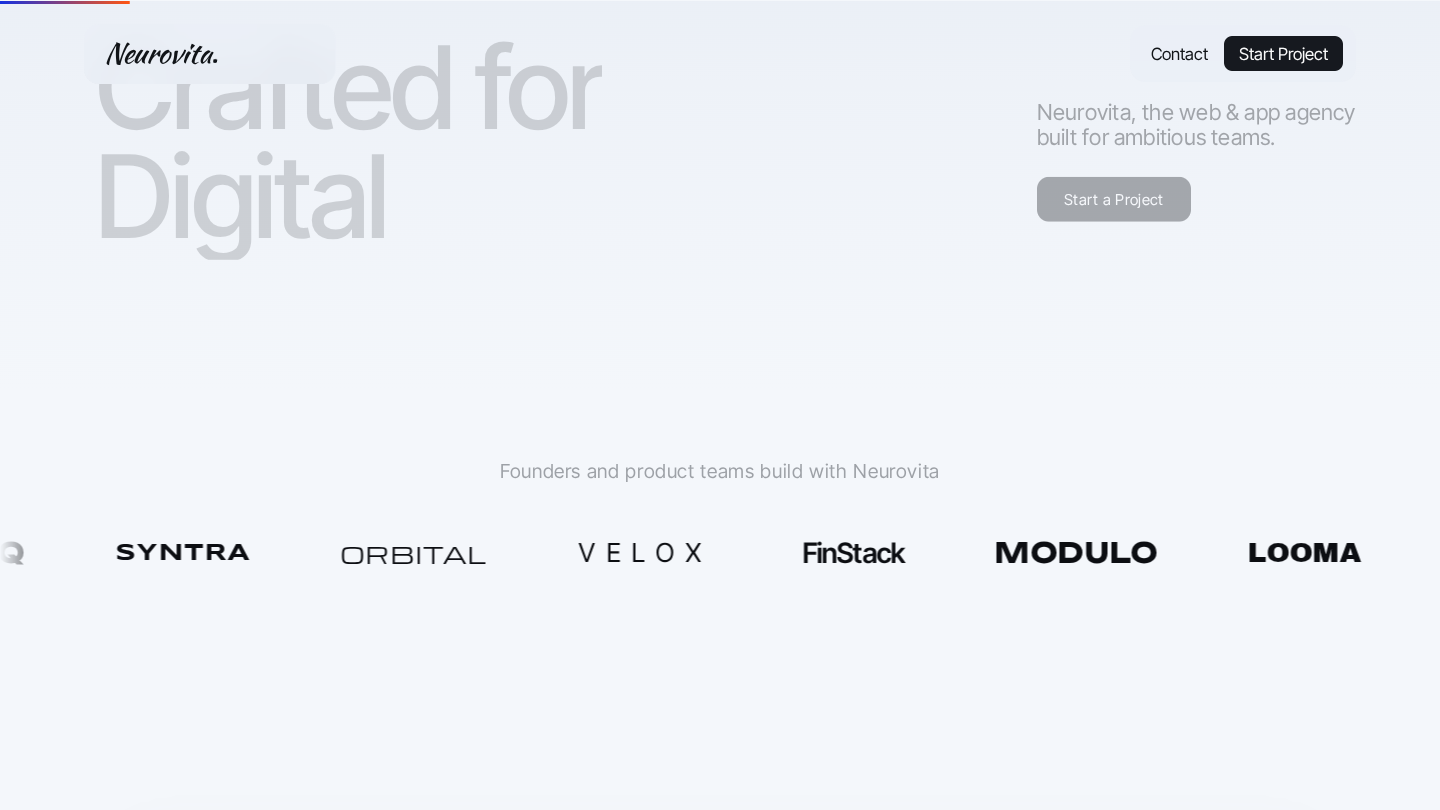 Neurovita.
Contact
Start Project
Crafted for
Digital
Neurovita, the web & app agency
built for ambitious teams.
Start a Project
Founders and product teams build with Neurovita
Q
SYNTRA
ORBITAL
VELOX
FinStack
MODULO
LOOMA